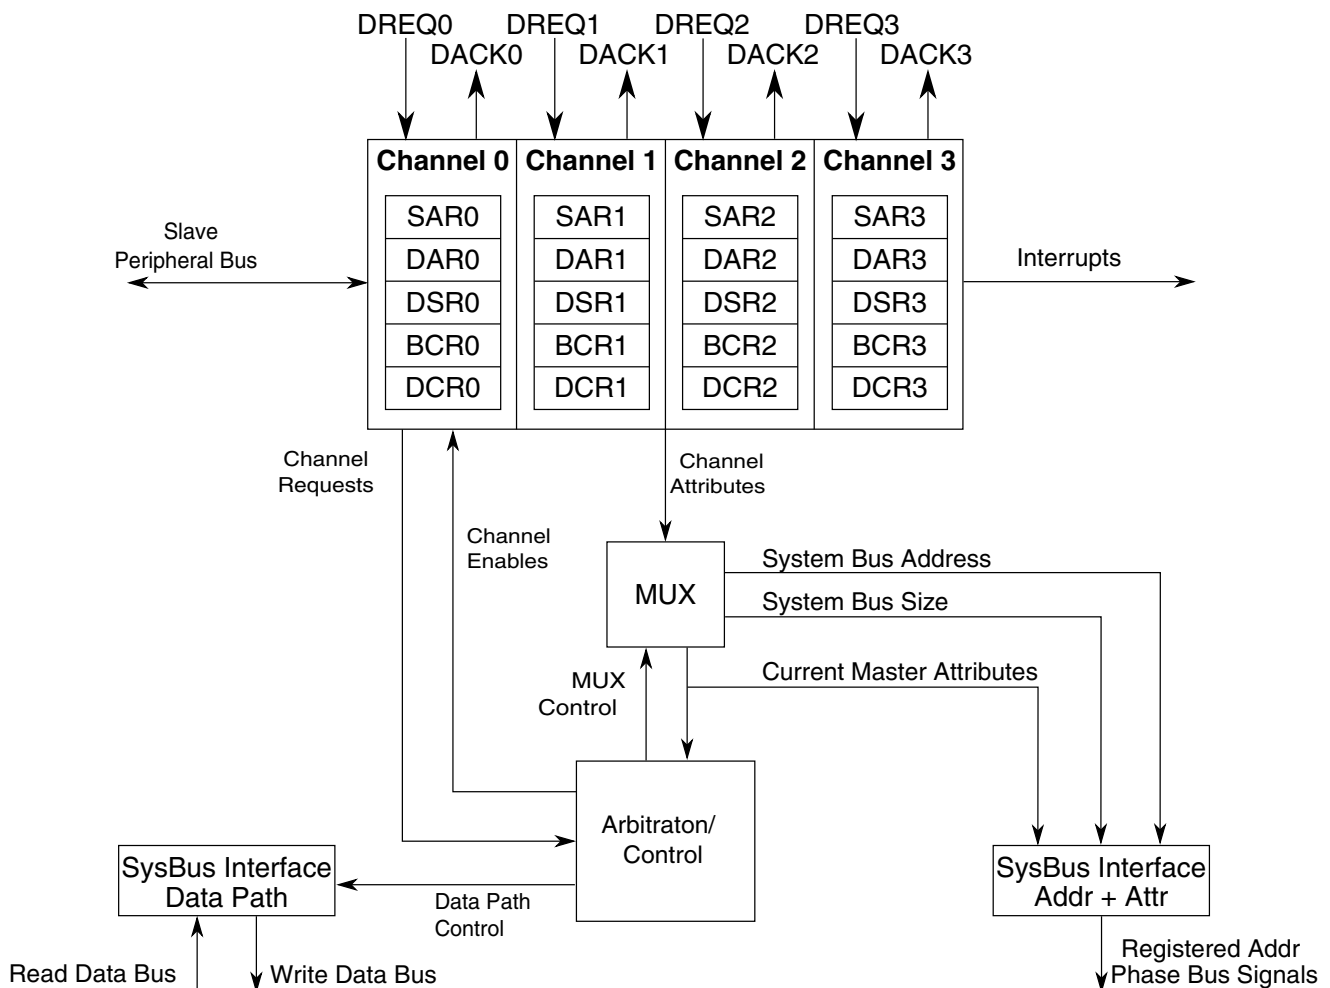 DREQ0 DREQ1 DREQ2 DREQ3
DACK0 DACK1 DACK2 DACK3
Channel 0 Channel 1 Channel 2 Channel 3
SAR0 SAR1 SAR2 SAR3
DAR0 DAR1 DAR2 DAR3
DSR0 DSR1 DSR2 DSR3
BCR0 BCR1 BCR2 BCR3
DCR0 DCR1 DCR2 DCR3
Slave
Peripheral Bus
Interrupts
Channel
Requests
Channel
Attributes
Channel
Enables
MUX
System Bus Address
System Bus Size
Current Master Attributes
MUX
Control
Arbitraton/
Control
SysBus Interface
Data Path
Data Path
Control
SysBus Interface
Addr + Attr
Read Data Bus
Write Data Bus
Registered Addr
Phase Bus Signals